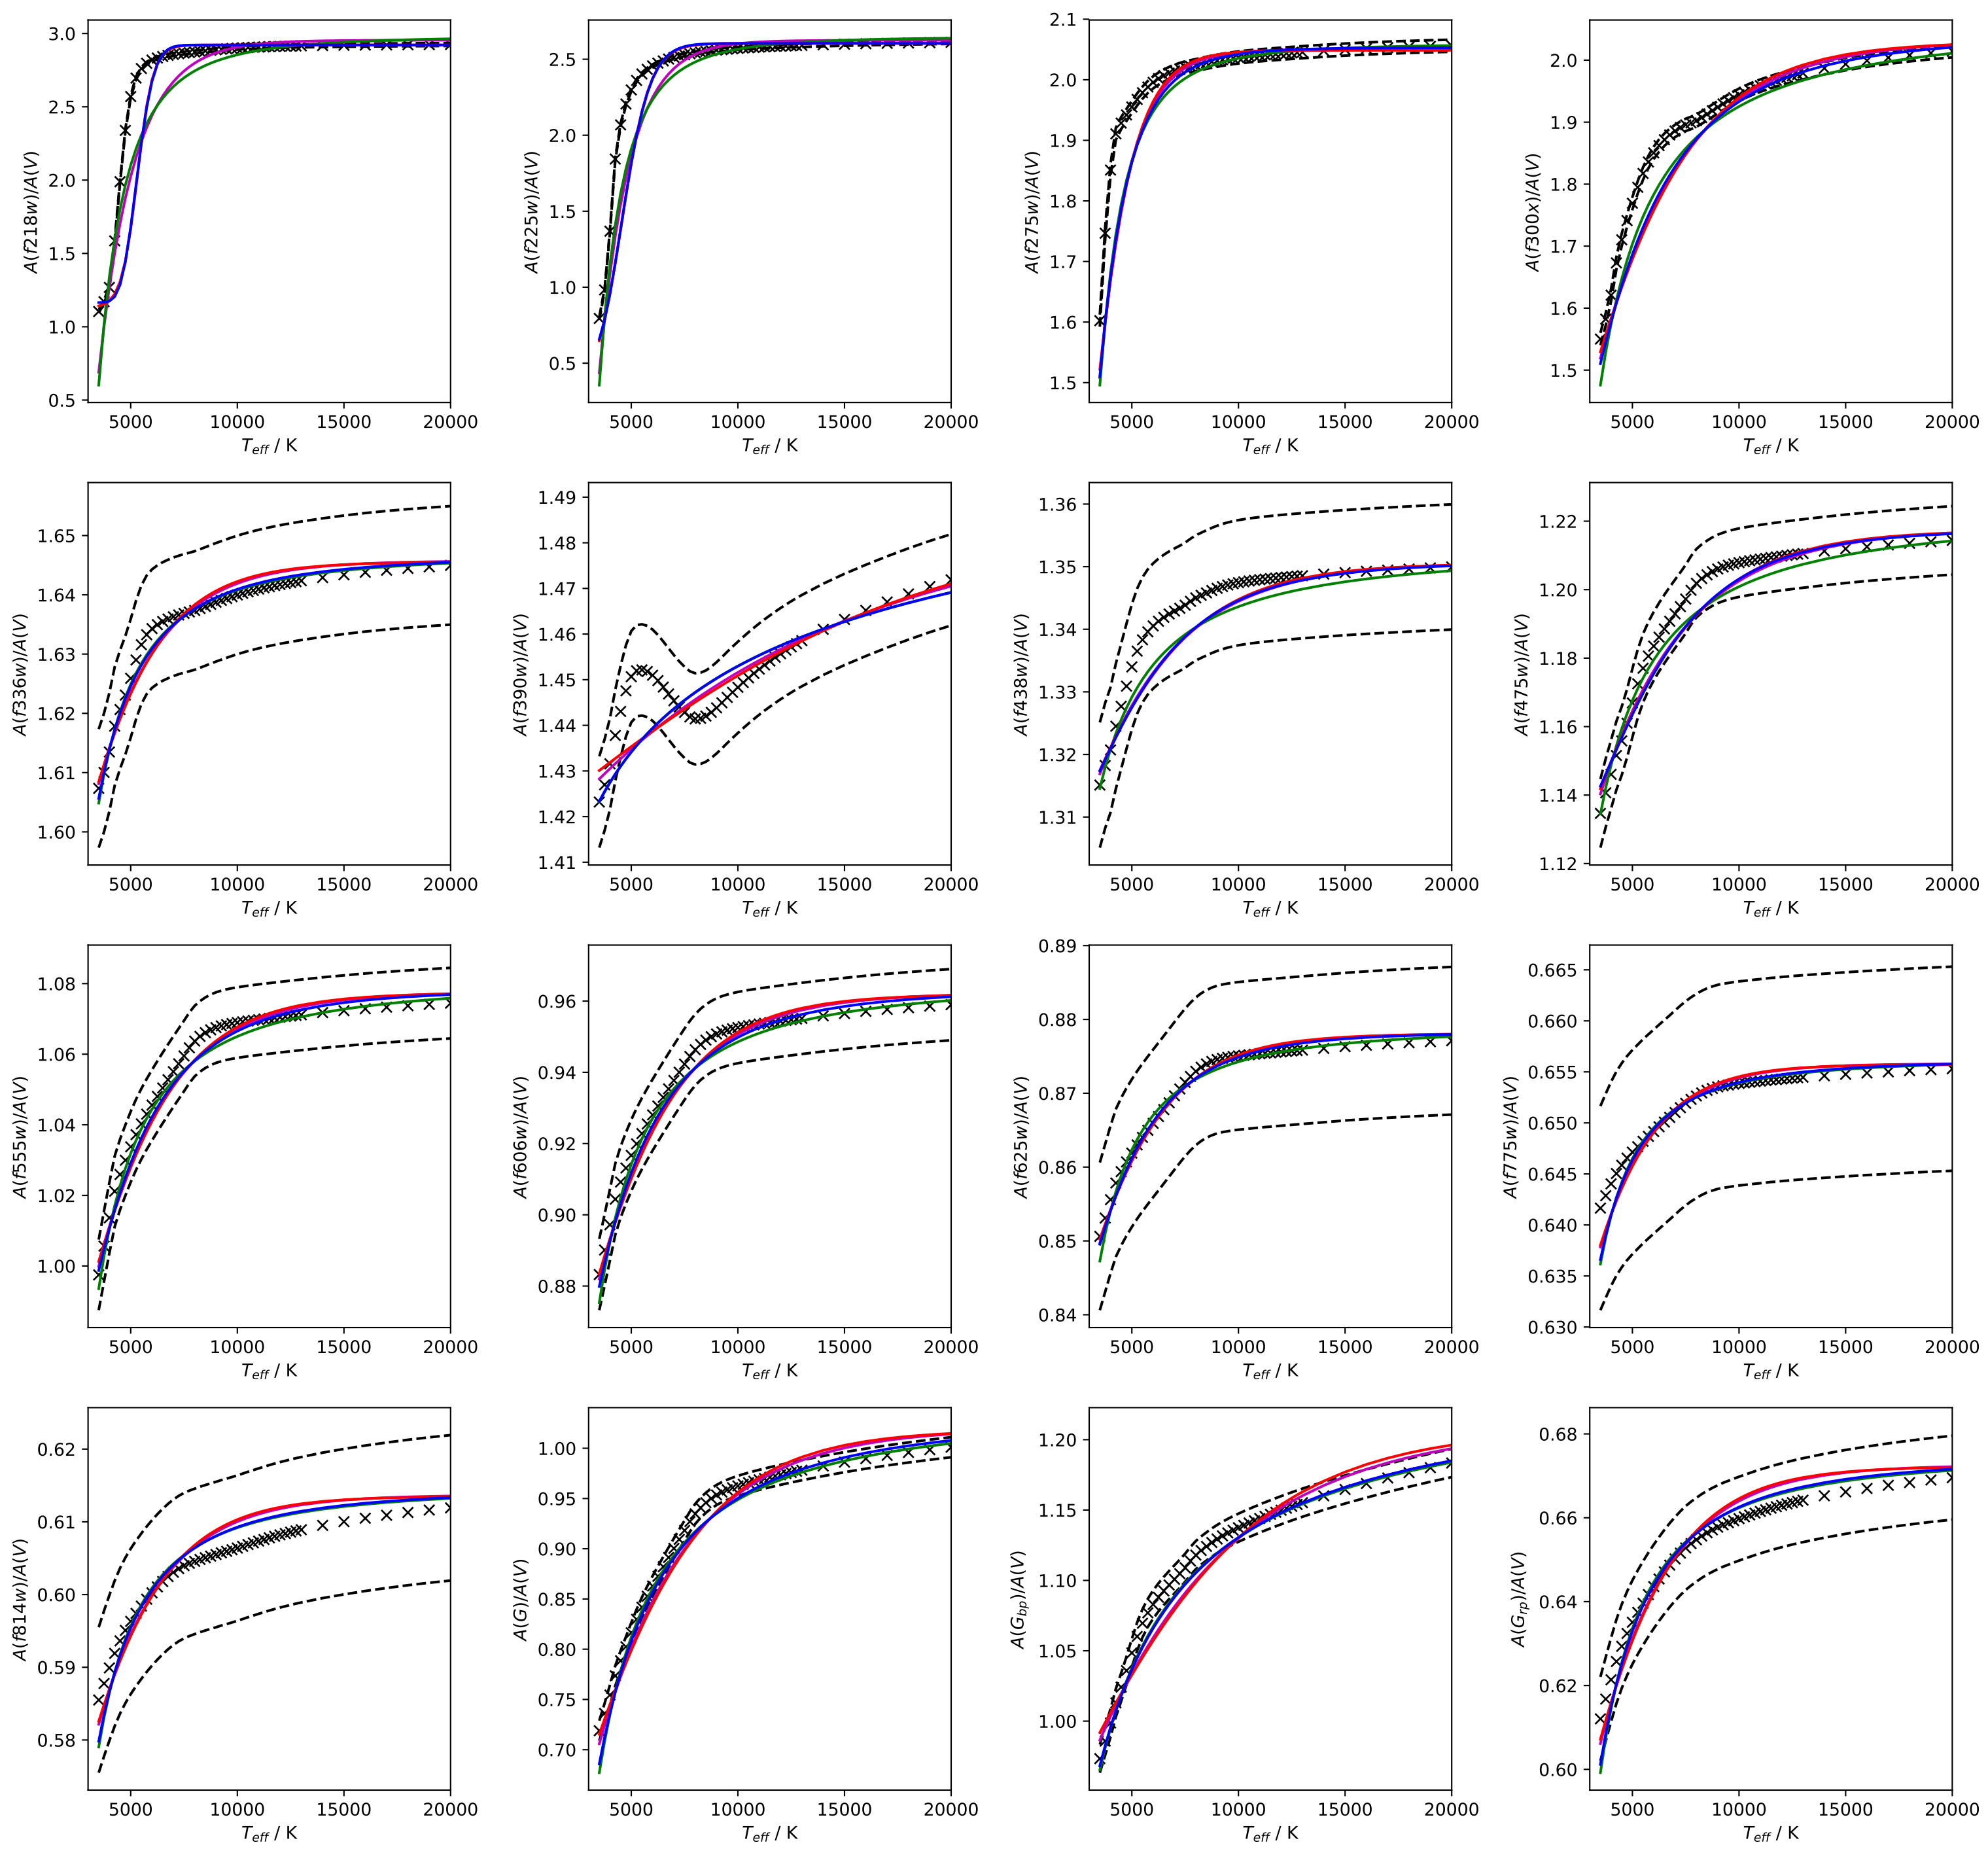 3.0
2.5
2.0
1.5
1.0
0.5
A(f218w)/A(V)
5000 10000 15000 20000
T_eff / K
2.5
2.0
1.5
1.0
0.5
A(f225w)/A(V)
5000 10000 15000 20000
T_eff / K
2.1
2.0
1.9
1.8
1.7
1.6
1.5
A(f275w)/A(V)
5000 10000 15000 20000
T_eff / K
2.0
1.9
1.8
1.7
1.6
1.5
A(f300x)/A(V)
5000 10000 15000 20000
T_eff / K
1.65
1.64
1.63
1.62
1.61
1.60
A(f336w)/A(V)
5000 10000 15000 20000
T_eff / K
1.49
1.48
1.47
1.46
1.45
1.44
1.43
1.42
1.41
A(f390w)/A(V)
5000 10000 15000 20000
T_eff / K
1.36
1.35
1.34
1.33
1.32
1.31
A(f438w)/A(V)
5000 10000 15000 20000
T_eff / K
1.22
1.20
1.18
1.16
1.14
1.12
A(f475w)/A(V)
5000 10000 15000 20000
T_eff / K
1.08
1.06
1.04
1.02
1.00
A(f555w)/A(V)
5000 10000 15000 20000
T_eff / K
0.96
0.94
0.92
0.90
0.88
A(f606w)/A(V)
5000 10000 15000 20000
T_eff / K
0.89
0.88
0.87
0.86
0.85
0.84
A(f625w)/A(V)
5000 10000 15000 20000
T_eff / K
0.665
0.660
0.655
0.650
0.645
0.640
0.635
0.630
A(f775w)/A(V)
5000 10000 15000 20000
T_eff / K
0.62
0.61
0.60
0.59
0.58
A(f814w)/A(V)
5000 10000 15000 20000
T_eff / K
1.00
0.95
0.90
0.85
0.80
0.75
0.70
A(G)/A(V)
5000 10000 15000 20000
T_eff / K
1.20
1.15
1.10
1.05
1.00
A(G_bp)/A(V)
5000 10000 15000 20000
T_eff / K
0.68
0.66
0.64
0.62
0.60
A(G_rp)/A(V)
5000 10000 15000 20000
T_eff / K